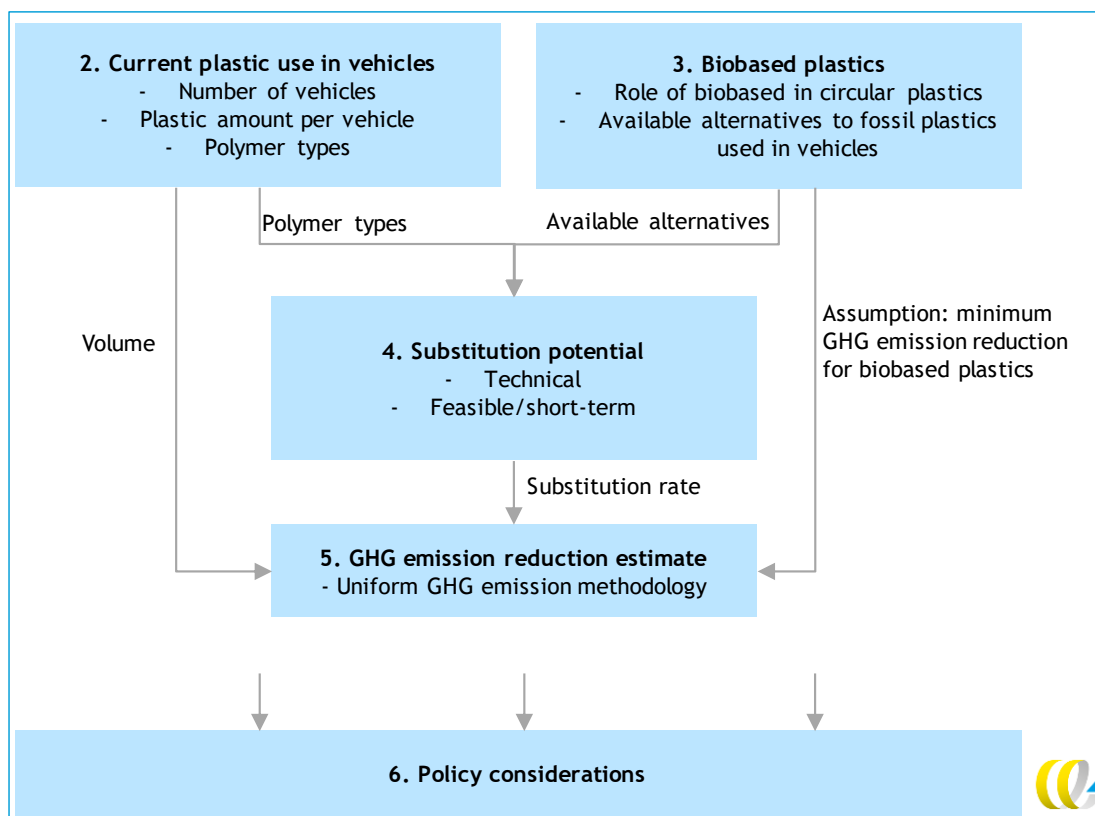 2. Current plastic use in vehicles
- Number of vehicles
- Plastic amount per vehicle
- Polymer types
3. Biobased plastics
- Role of biobased in circular plastics
- Available alternatives to fossil plastics
used in vehicles
Polymer types
Available alternatives
Volume
4. Substitution potential
- Technical
- Feasible/short-term
Assumption: minimum
GHG emission reduction
for biobased plastics
Substitution rate
5. GHG emission reduction estimate
- Uniform GHG emission methodology
6. Policy considerations